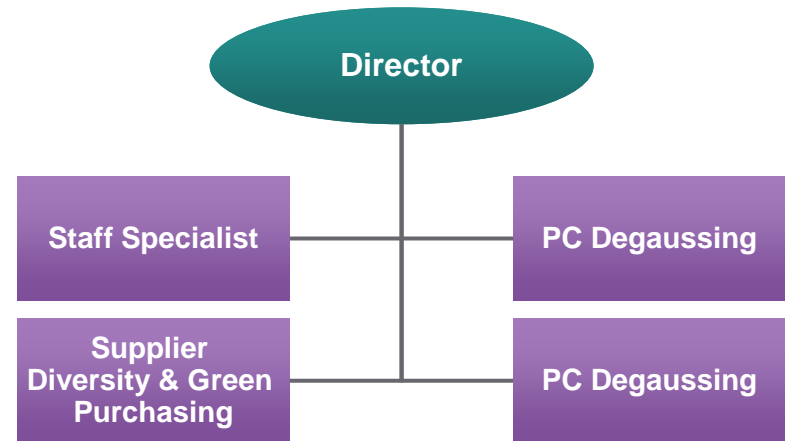 Director
Staff Specialist
PC Degaussing
Supplier
Diversity & Green
Purchasing
PC Degaussing